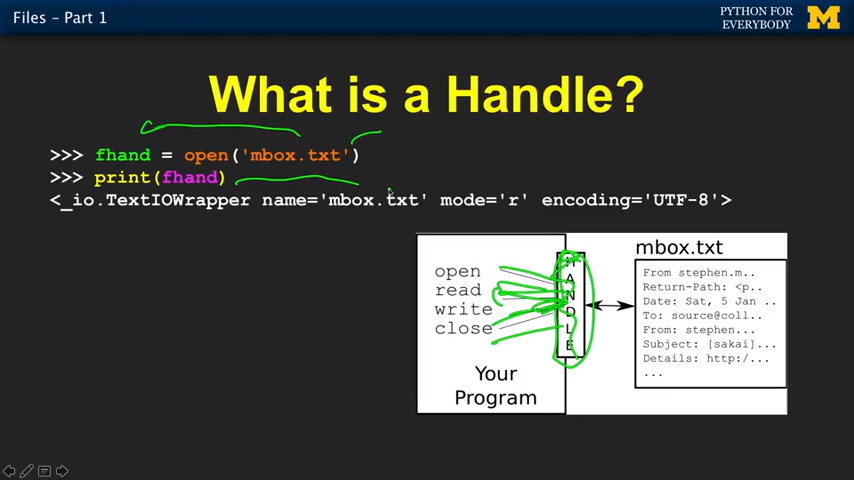 Files – Part 1
PYTHON FOR
EVERYBODY
M
What is a Handle?
>>> fhand = open('mbox.txt')
>>> print(fhand)
<_io.TextIOWrapper name='mbox.txt' mode='r' encoding='UTF-8'>
open
read
write
close
Your
Program
HANDLE
mbox.txt
From stephen.m..
Return-Path: <p..
Date: Sat, 5 Jan ..
To: source@coll..
From: stephen...
Subject: [sakai]...
Details: http:/...
...